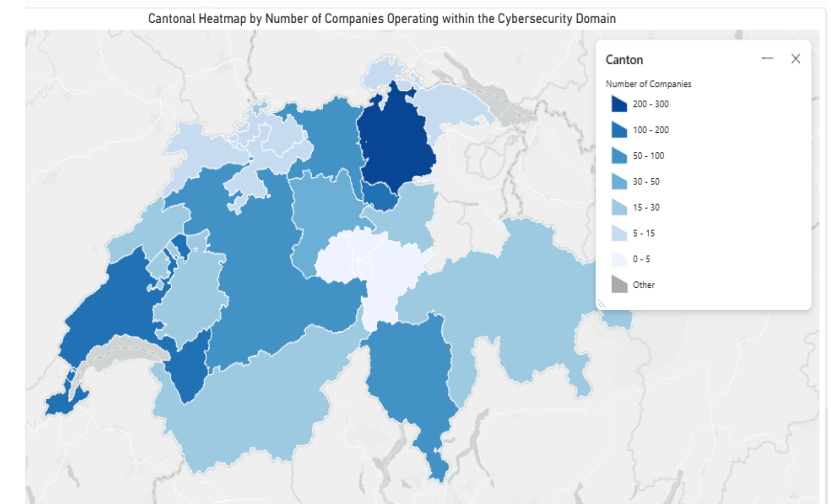 Cantonal Heatmap by Number of Companies Operating within the Cybersecurity Domain
Canton
Number of Companies
200 - 300
100 - 200
50 - 100
30 - 50
15 - 30
5 - 15
0 - 5
Other